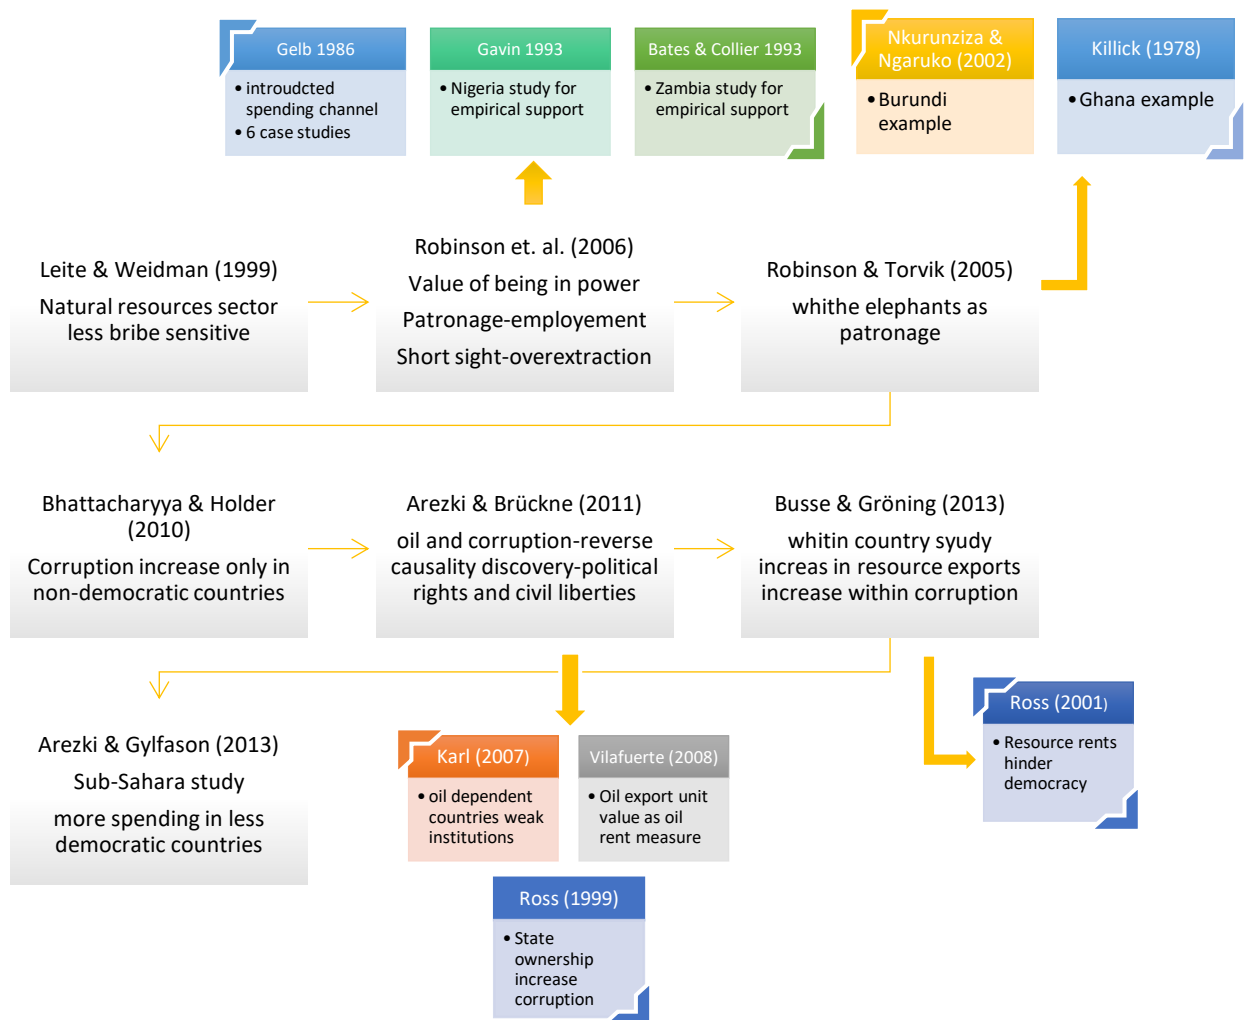 Gelb 1986
• introudcted
spending channel
• 6 case studies
Gavin 1993
• Nigeria study for
empirical support
Bates & Collier 1993
• Zambia study for
empirical support
Nkurunziza &
Ngaruko (2002)
• Burundi
example
Killick (1978)
• Ghana example
Leite & Weidman (1999)
Natural resources sector
less bribe sensitive
Robinson et. al. (2006)
Value of being in power
Patronage-employement
Short sight-overextraction
Robinson & Torvik (2005)
whithe elephants as
patronage
Bhattacharyya & Holder
(2010)
Corruption increase only in
non-democratic countries
Arezki & Brückne (2011)
oil and corruption-reverse
causality discovery-political
rights and civil liberties
Busse & Gröning (2013)
whitin country syudy
increas in resource exports
increase within corruption
Arezki & Gylfason (2013)
Sub-Sahara study
more spending in less
democratic countries
Karl (2007)
• oil dependent
countries weak
institutions
Vilafuerte (2008)
• Oil export unit
value as oil
rent measure
Ross (2001)
• Resource rents
hinder
democracy
Ross (1999)
• State
ownership
increase
corruption